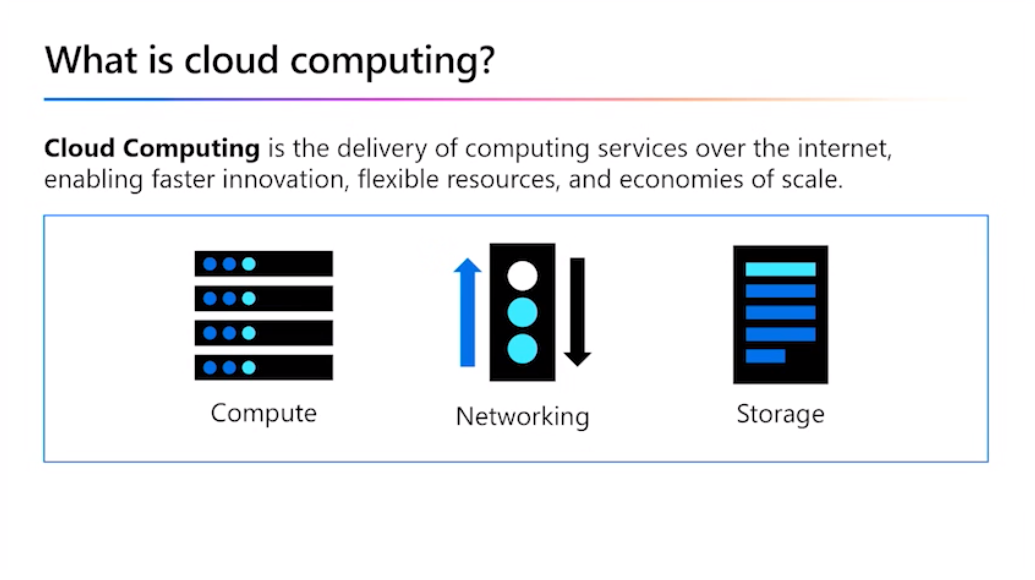 What is cloud computing?
Cloud Computing is the delivery of computing services over the internet,
enabling faster innovation, flexible resources, and economies of scale.
Compute
Networking
Storage